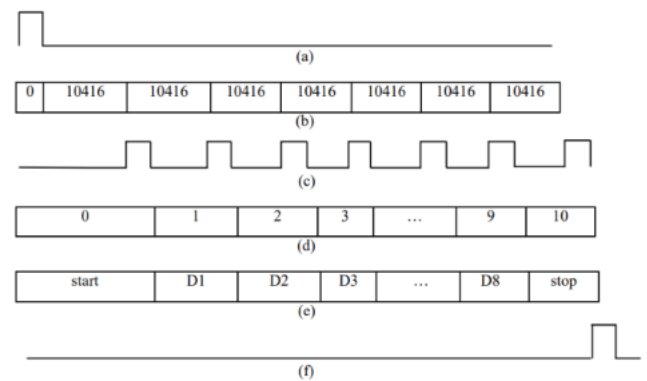 (a)
0 10416 10416 10416 10416 10416 10416 10416
(b)
(c)
0 1 2 3 ... 9 10
(d)
start D1 D2 D3 ... D8 stop
(e)
(f)